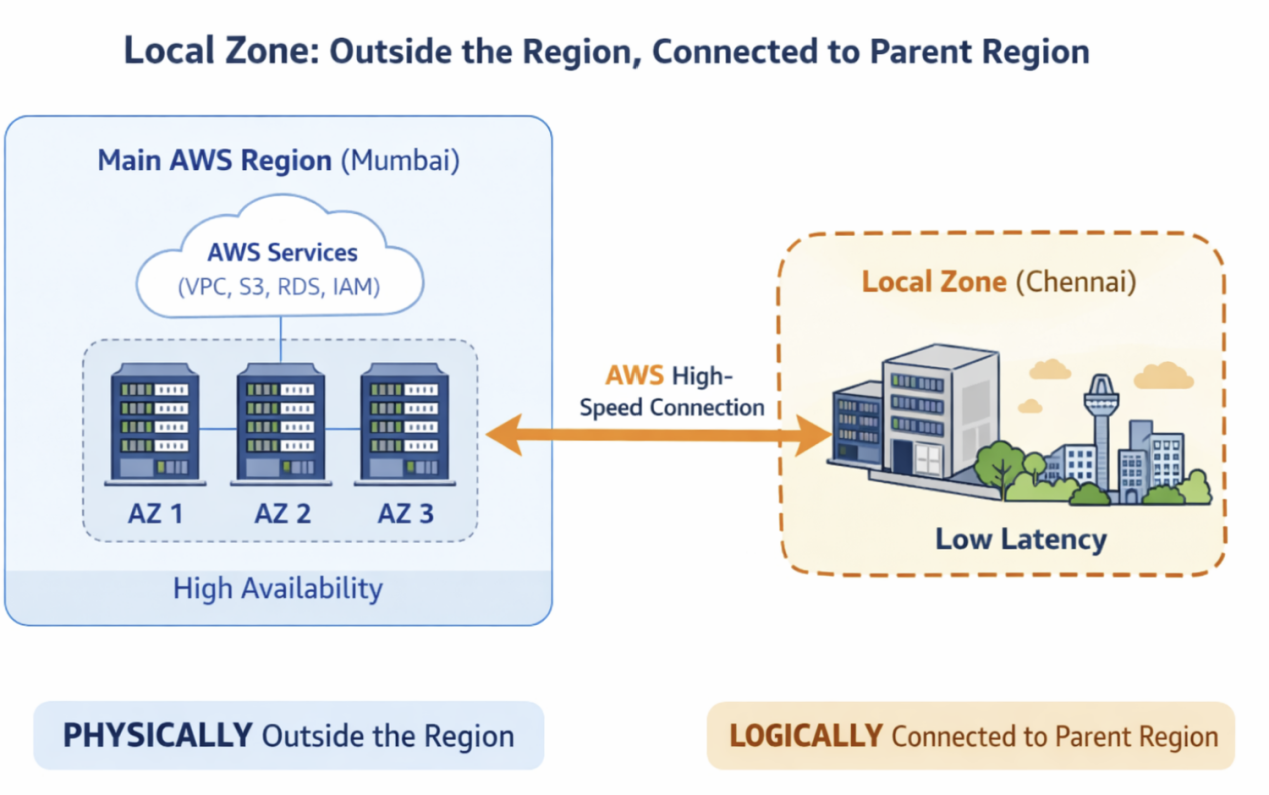 Local Zone: Outside the Region, Connected to Parent Region
Main AWS Region (Mumbai)
AWS Services
(VPC, S3, RDS, IAM)
AZ 1
AZ 2
AZ 3
High Availability
AWS High-
Speed Connection
Local Zone (Chennai)
Low Latency
PHYSICALLY Outside the Region
LOGICALLY Connected to Parent Region